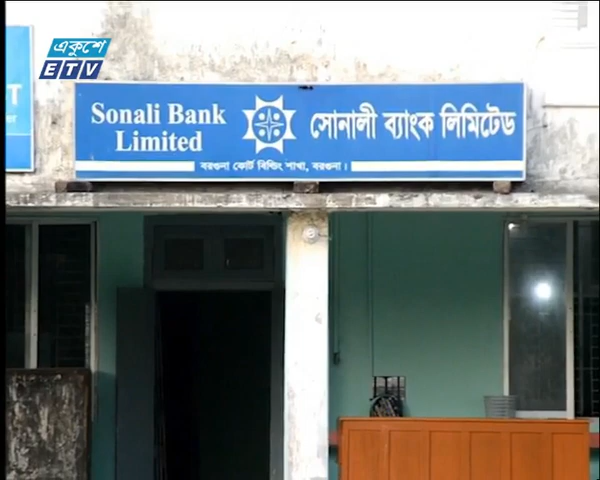 একুশে
ETV
T
Sonali Bank
Limited
সোনালী ব্যাংক লিমিটেড
বরগুনা কোর্ট বিল্ডিং শাখা, বরগুনা।